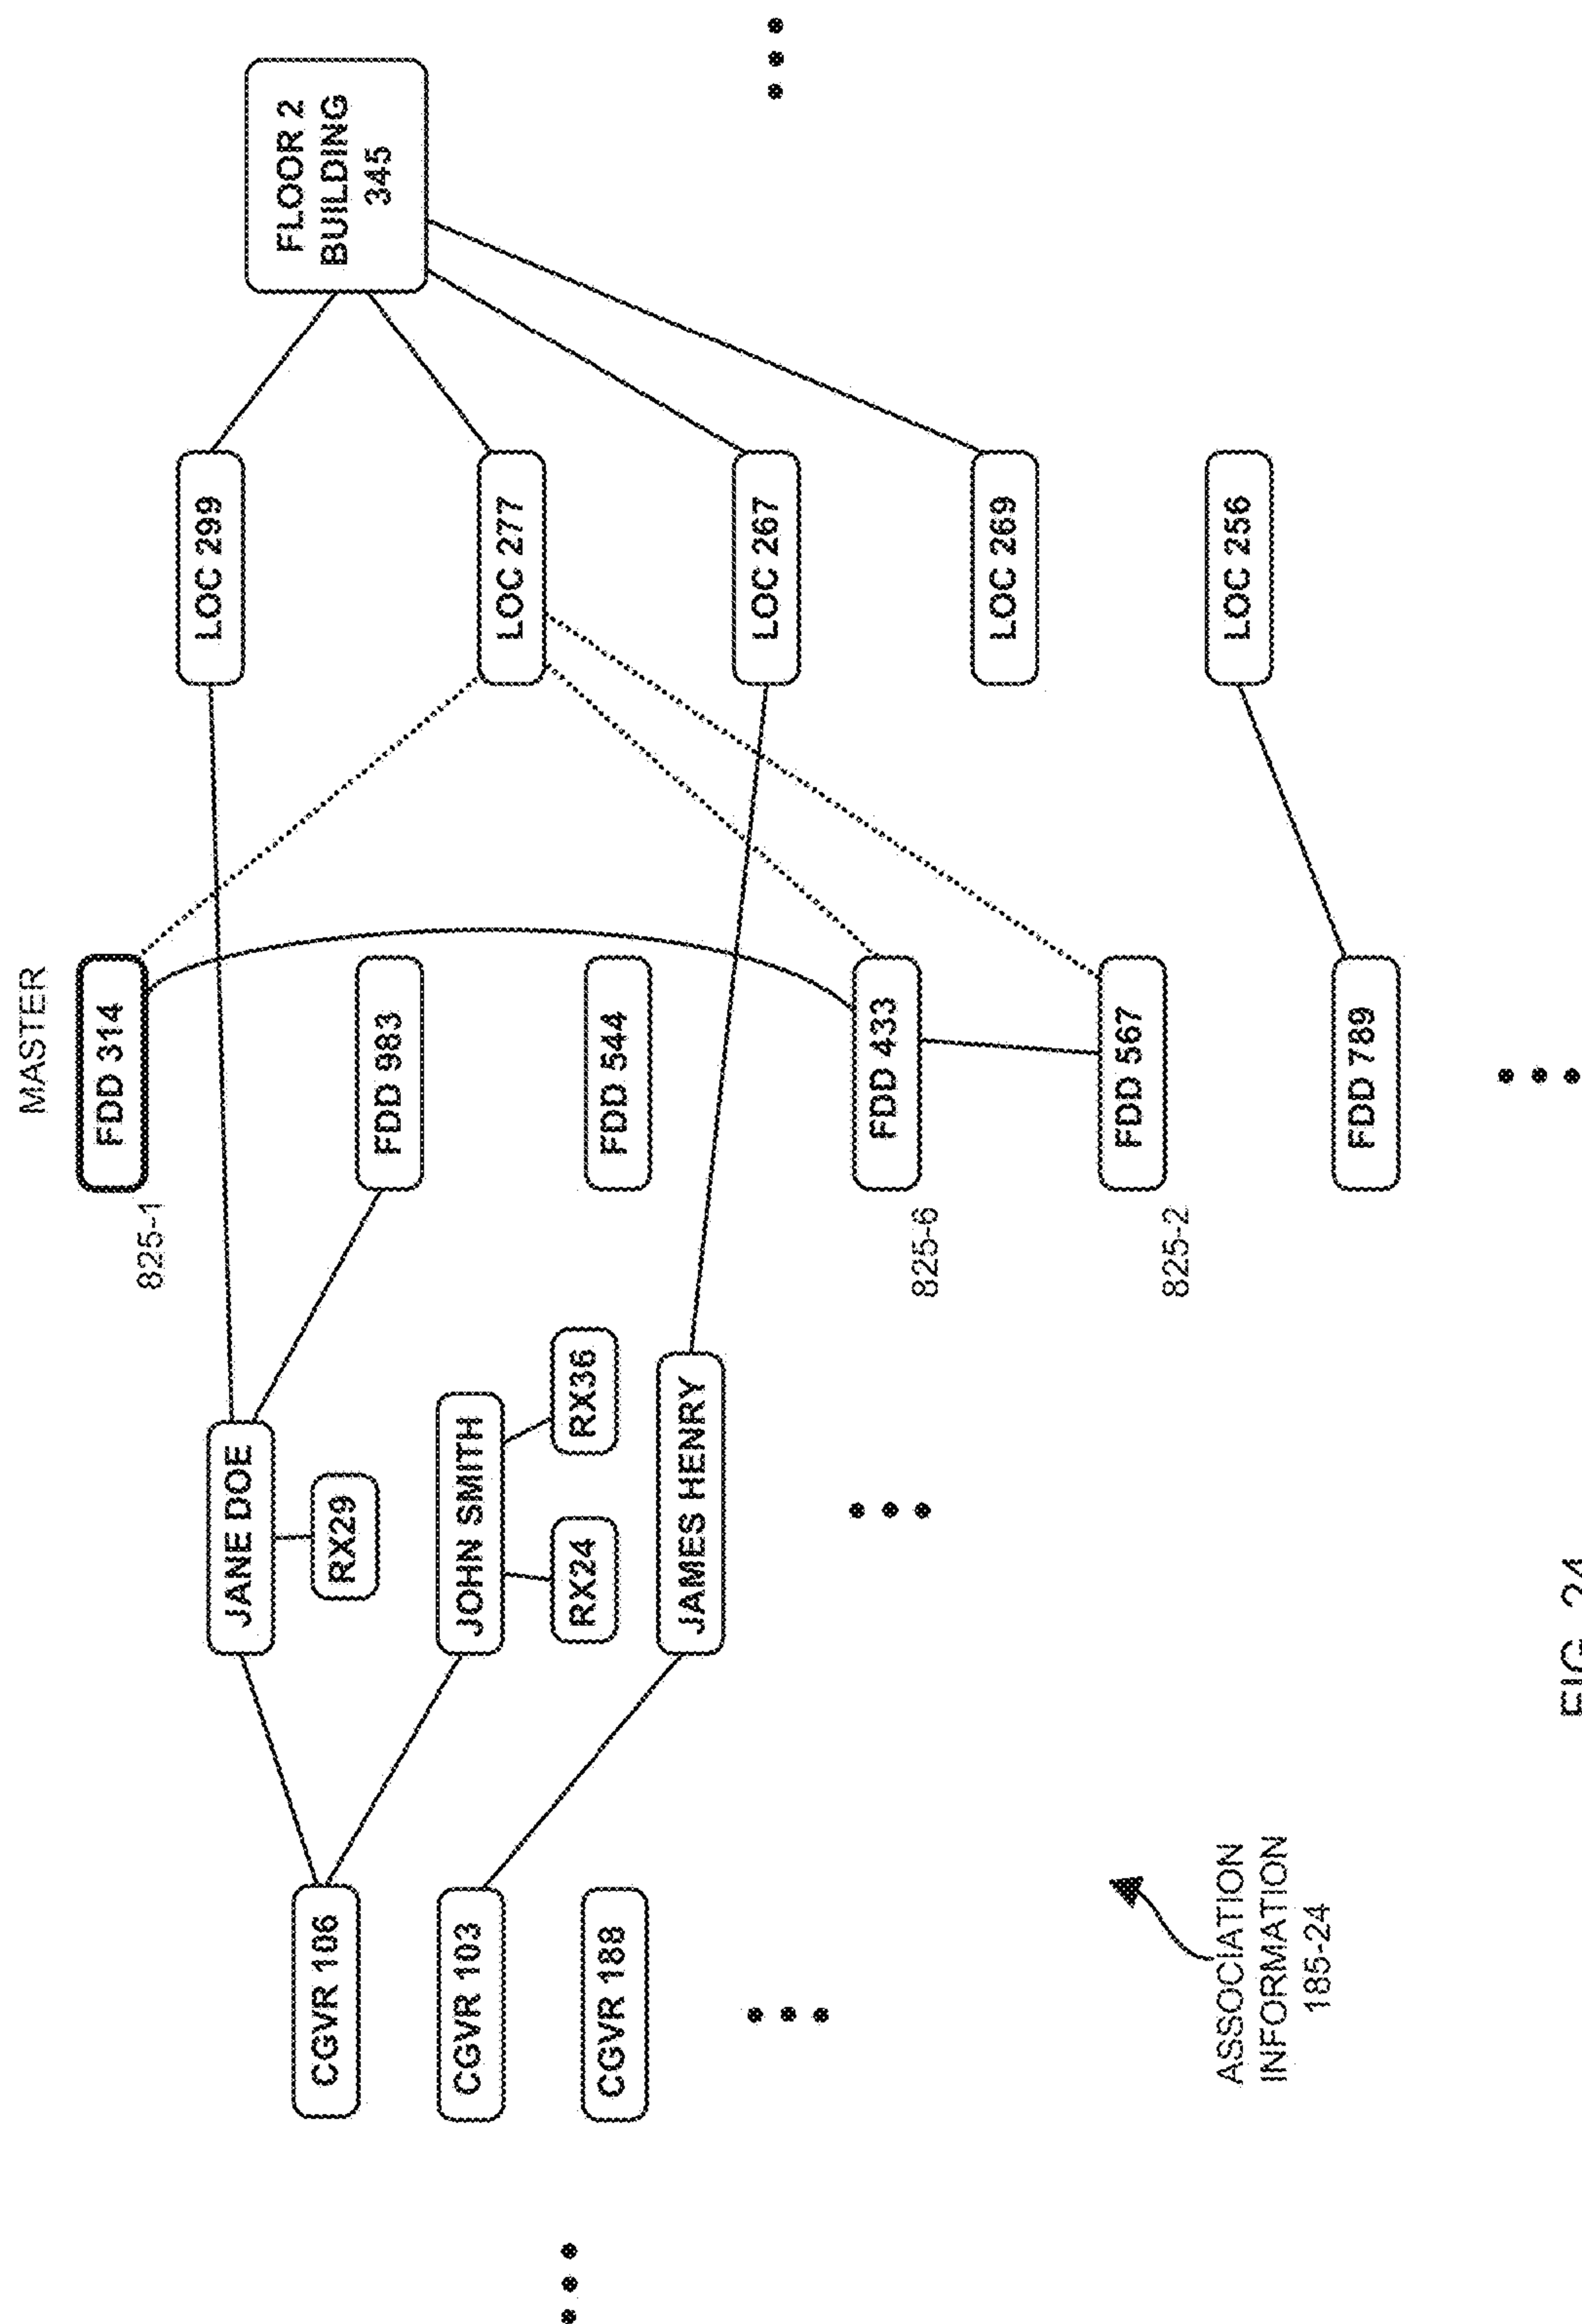 MASTER
FDD 314
825-1
JANE DOE
LOC 299
FLOOR 2
BUILDING
345
CGVR 106
RX29
FDD 983
JOHN SMITH
LOC 277
CGVR 103
RX24
RX36
FDD 544
CGVR 188
JAMES HENRY
LOC 267
FDD 433
825-6
LOC 269
FDD 567
825-2
LOC 256
FDD 789
ASSOCIATION
INFORMATION
185-24
FIG. 24